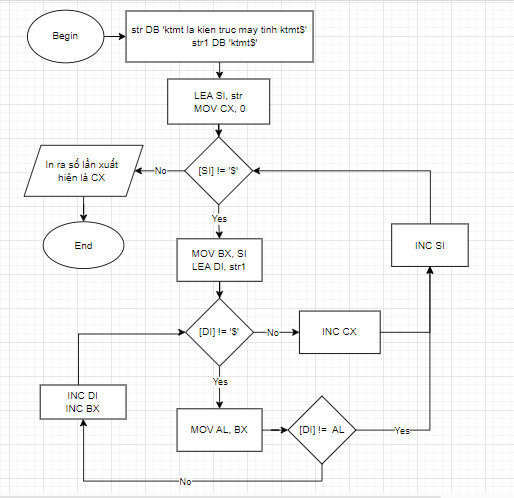 Begin
str DB 'ktmt la kien truc may tinh ktmt$'
str1 DB 'ktmt$'
LEA SI, str
MOV CX, 0
[SI] != '$'
No
In ra số lần xuất
hiện là CX
End
Yes
MOV BX, SI
LEA DI, str1
INC SI
[DI] != '$'
No
INC CX
Yes
INC DI
INC BX
MOV AL, BX
[DI] != AL
Yes
No